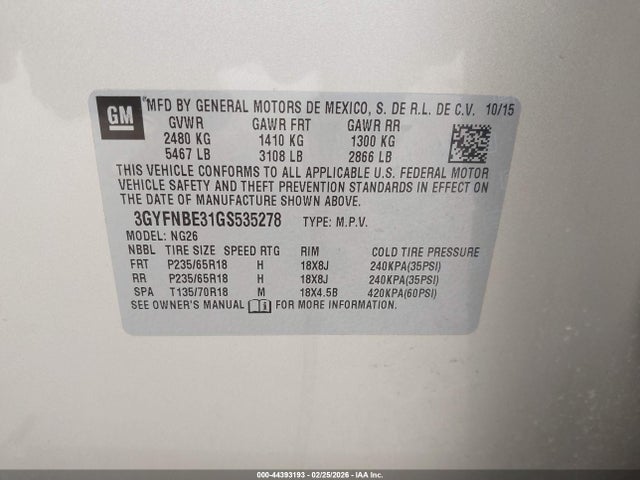 GM
MFD BY GENERAL MOTORS DE MEXICO, S. DE R.L. DE C.V. 10/15
GVWR GAWR FRT GAWR RR
2480 KG 1410 KG 1300 KG
5467 LB 3108 LB 2866 LB
THIS VEHICLE CONFORMS TO ALL APPLICABLE U.S. FEDERAL MOTOR
VEHICLE SAFETY AND THEFT PREVENTION STANDARDS IN EFFECT ON
THE DATE OF MANUFACTURE SHOWN ABOVE.
3GYFNBE31GS535278 TYPE: M.P.V.
MODEL: NG26
NBBL TIRE SIZE SPEED RTG RIM COLD TIRE PRESSURE
FRT P235/65R18 H 18X8J 240KPA(35PSI)
RR P235/65R18 H 18X8J 240KPA(35PSI)
SPA T135/70R18 M 18X4.5B 420KPA(60PSI)
SEE OWNER'S MANUAL FOR MORE INFORMATION.
000-44393193 - 02/25/2026 - IAA Inc.